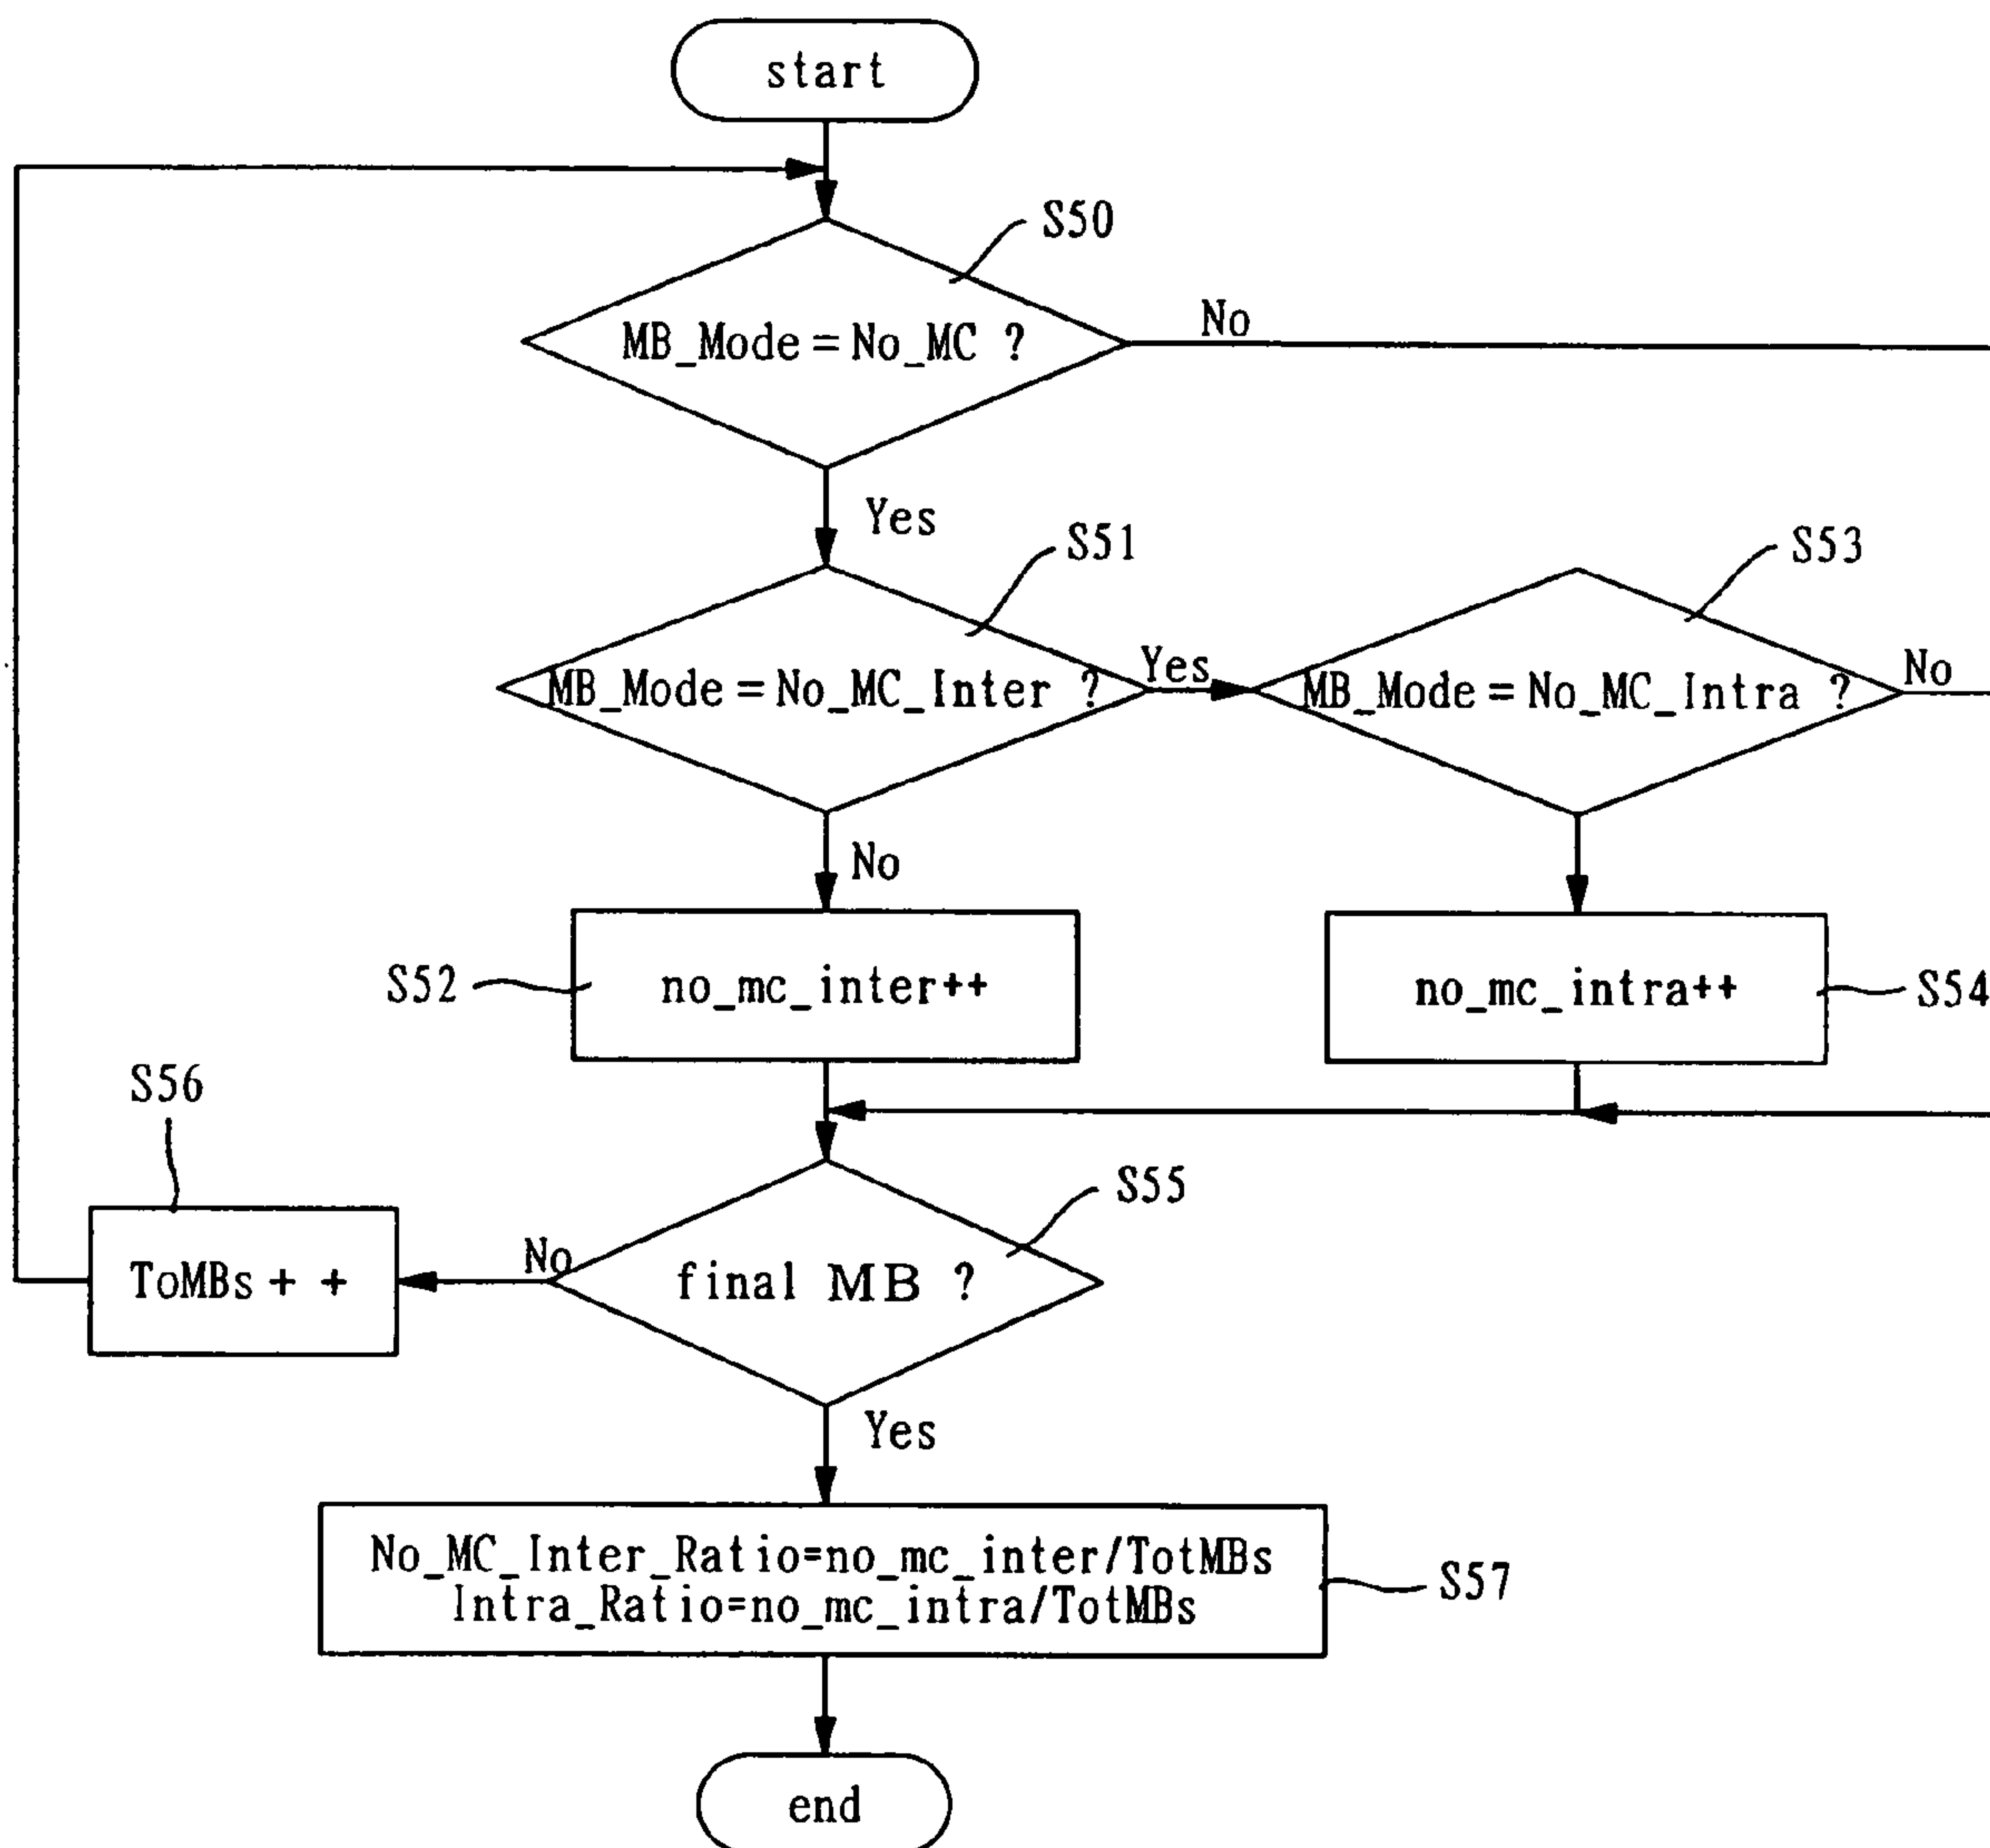 start
S50
MB_Mode=No_MC ?
No
Yes
S51
S53
MB_Mode=No_MC_Inter ?
Yes
MB_Mode=No_MC_Intra ?
No
No
S52
no_mc_inter++
no_mc_intra++
S54
S56
S55
ToMBs + +
No
final MB ?
Yes
No_MC_Inter_Ratio=no_mc_inter/TotMBs
Intra_Ratio=no_mc_intra/TotMBs
S57
end